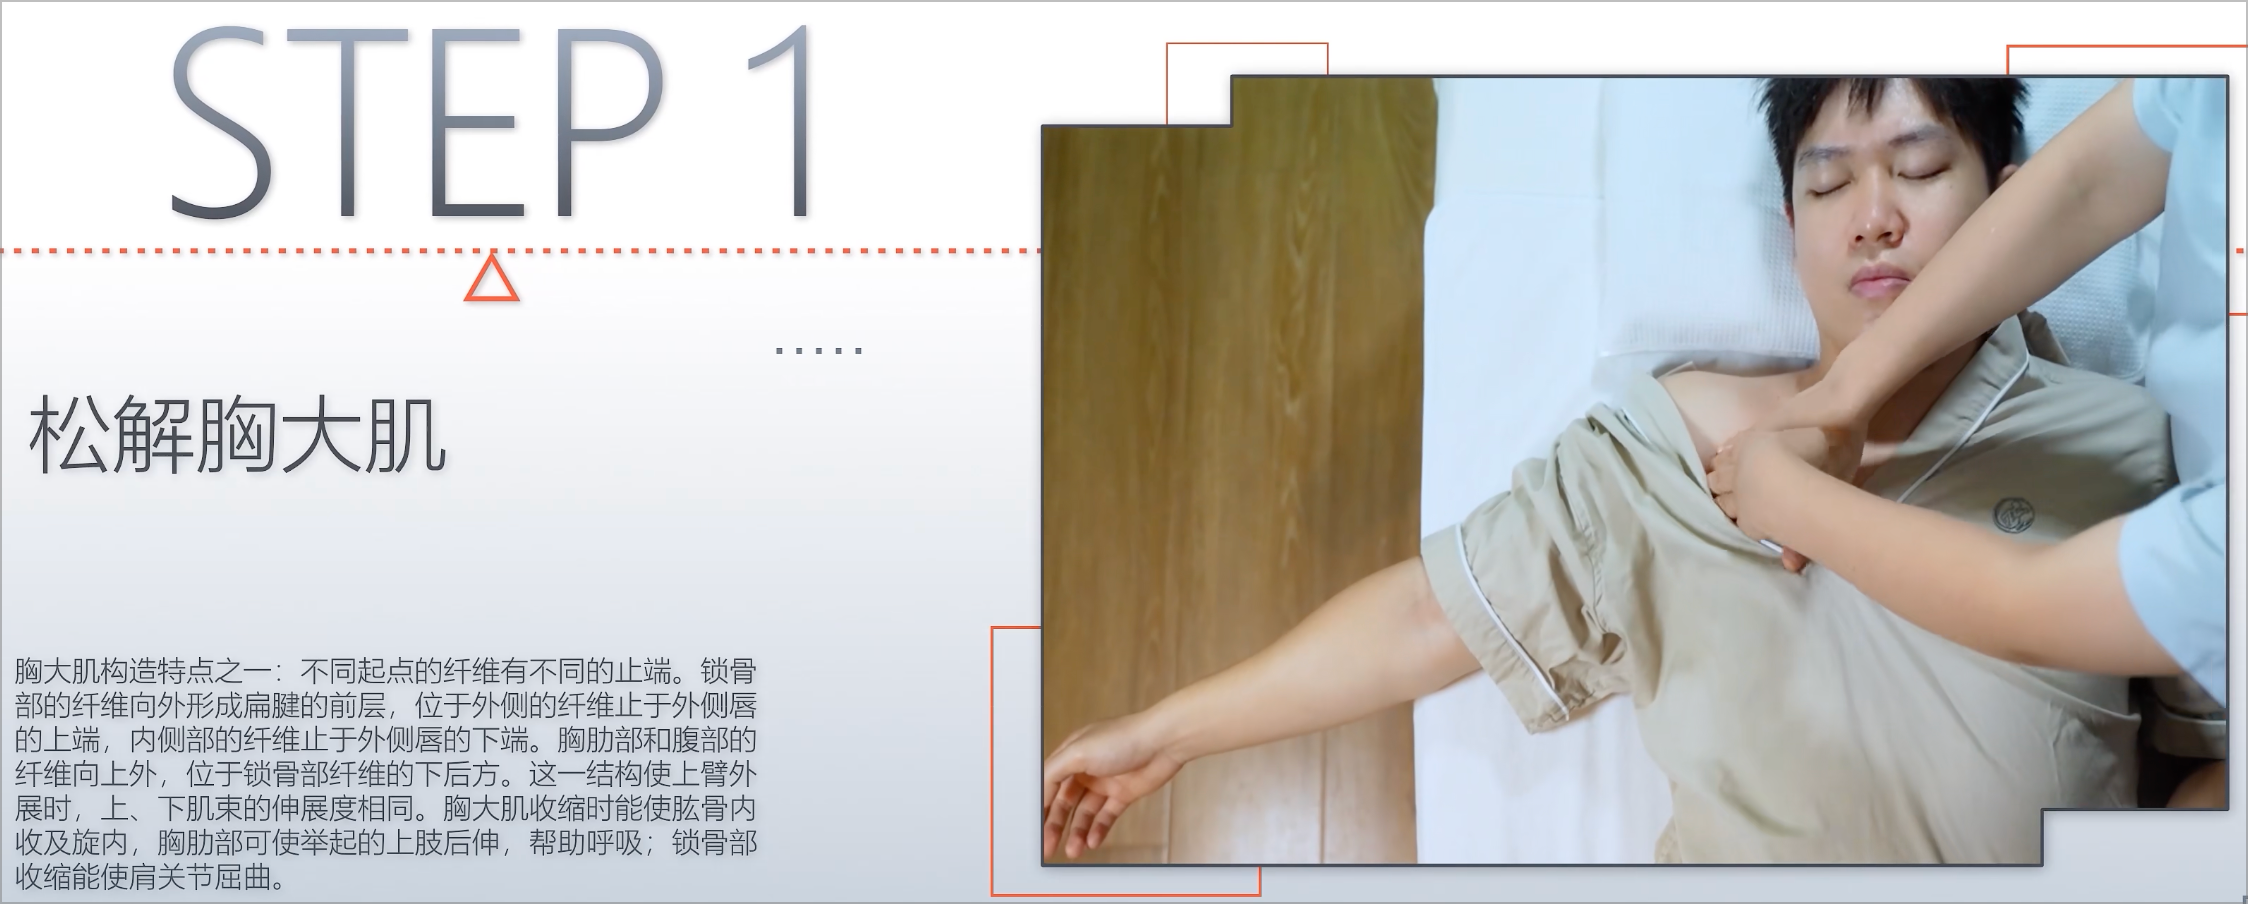 STEP 1
.....
松解胸大肌
胸大肌构造特点之一：不同起点的纤维有不同的止端。锁骨
部的纤维向外形成扁腱的前层，位于外侧的纤维止于外侧唇
的上端，内侧部的纤维止于外侧唇的下端。胸肋部和腹部的
纤维向上外，位于锁骨部纤维的下后方。这一结构使上臂外
展时，上、下肌束的伸展度相同。胸大肌收缩时能使肱骨内
收及旋内，胸肋部可使举起的上肢后伸，帮助呼吸；锁骨部
收缩能使肩关节屈曲。